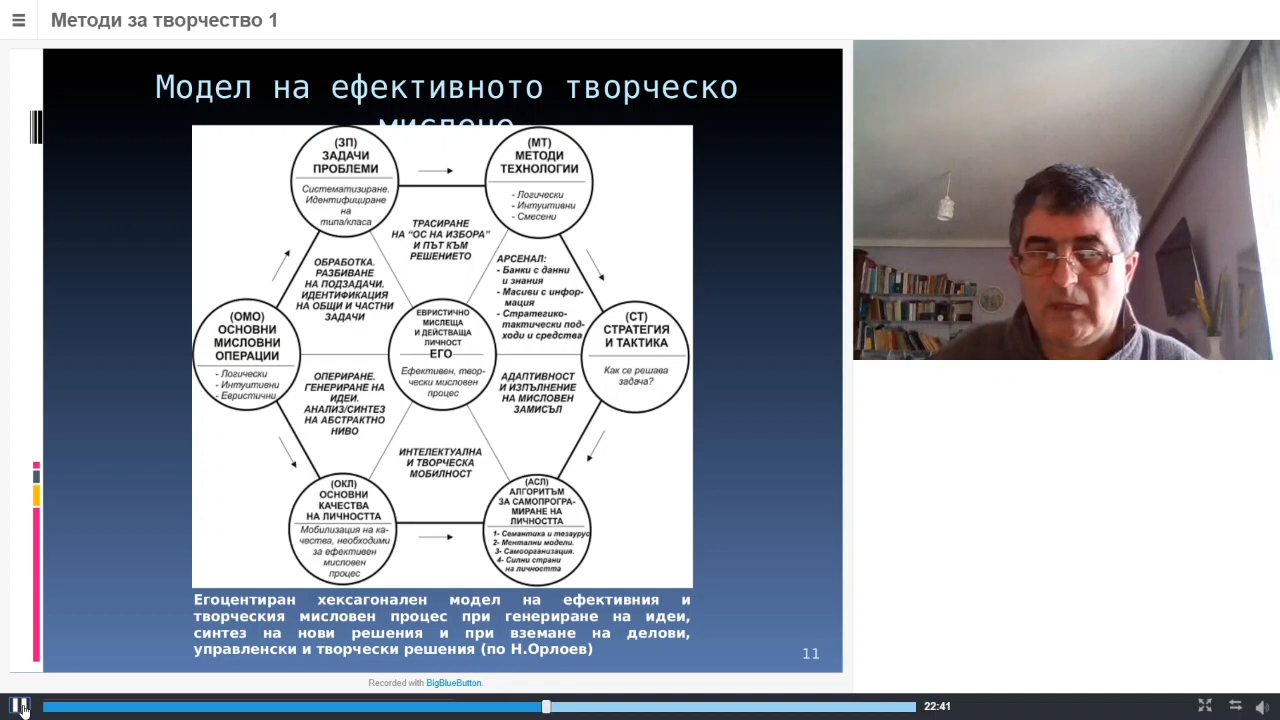 Методи за творчество 1
Модел на ефективното творческо
мислене
(ЗП)
ЗАДАЧИ
ПРОБЛЕМИ
Систематизиране.
Идентифициране
на
типа/класа
(МТ)
МЕТОДИ
ТЕХНОЛОГИИ
- Логически
- Интуитивни
- Смесени
ТРАСИРАНЕ
НА “ОС НА ИЗБОРА”
И ПЪТ КЪМ
РЕШЕНИЕТО
ОБРАБОТКА.
РАЗБИВАНЕ
НА ПОДЗАДАЧИ.
ИДЕНТИФИКАЦИЯ
НА ОБЩИ И ЧАСТНИ
ЗАДАЧИ
АРСЕНАЛ:
- Банки с данни
и знания
- Масиви с инфор-
мация
- Стратегико-
тактически под-
ходи и средства
(ОМО)
ОСНОВНИ
МИСЛОВНИ
ОПЕРАЦИИ
- Логически
- Интуитивни
- Евристични
ЕВРИСТИЧНО
МИСЛЕЩА
И ДЕЙСТВАЩА
ЛИЧНОСТ
ЕГО
Ефективен, твор-
чески мисловен
процес
(СТ)
СТРАТЕГИЯ
И ТАКТИКА
Как се решава
задача?
ОПЕРИРАНЕ.
ГЕНЕРИРАНЕ НА
ИДЕИ.
АНАЛИЗ/СИНТЕЗ
НА АБСТРАКТНО
НИВО
АДАПТИВНОСТ
И ИЗПЪЛНЕНИЕ
НА МИСЛОВЕН
ЗАМИСЪЛ
ИНТЕЛЕКТУАЛНА
И ТВОРЧЕСКА
МОБИЛНОСТ
(ОКЛ)
ОСНОВНИ
КАЧЕСТВА
НА ЛИЧНОСТТА
Мобилизация на ка-
чества, необходими
за ефективен
мисловен
процес
(АСЛ)
АЛГОРИТЪМ
ЗА САМОПРОГРА-
МИРАНЕ НА
ЛИЧНОСТТА
1- Семантика и тезаурус
2- Ментални модели.
3- Самоорганизация.
4- Силни страни
на личността
Егоцентиран хексагонален модел на ефективния и
творческия мисловен процес при генериране на идеи,
синтез на нови решения и при вземане на делови,
управленски и творчески решения (по Н.Орлоев)
11
Recorded with BigBlueButton.
22:41